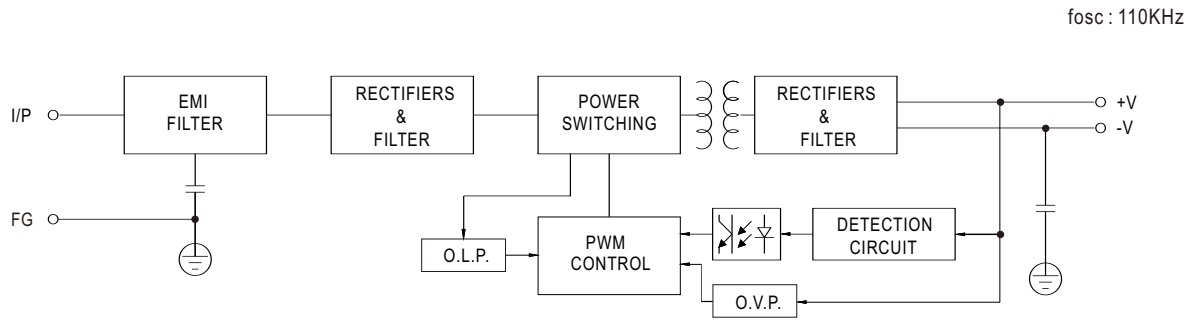 fosc : 110KHz
I/P
EMI
FILTER
RECTIFIERS
&
FILTER
POWER
SWITCHING
RECTIFIERS
&
FILTER
+V
-V
FG
O.L.P.
PWM
CONTROL
DETECTION
CIRCUIT
O.V.P.